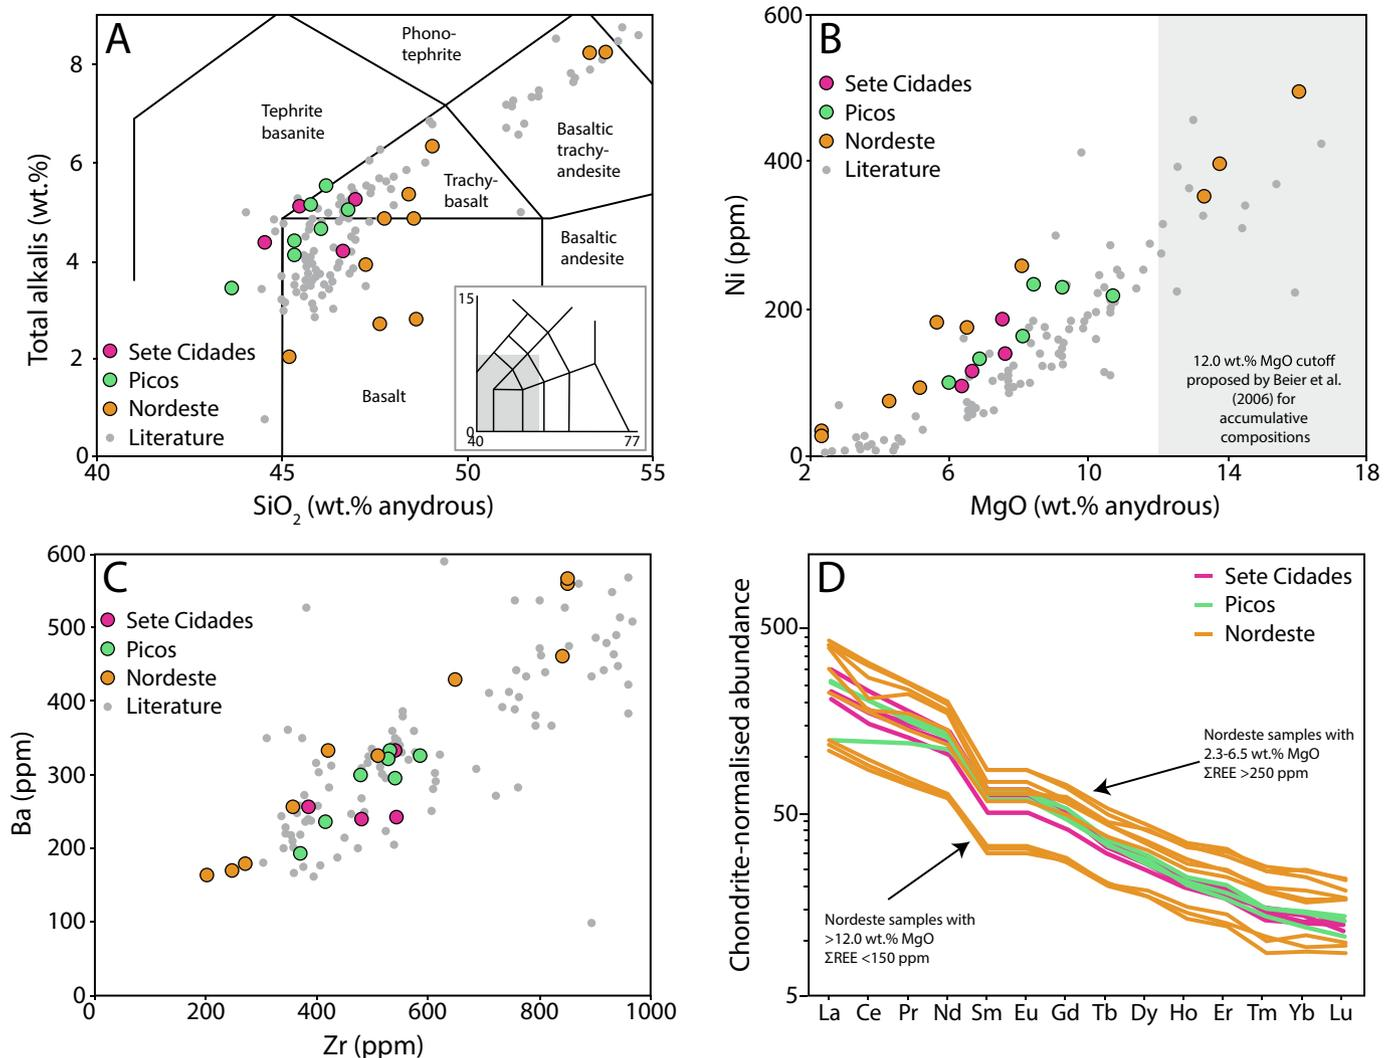 A
Phono-
tephrite
Tephrite
basanite
Basaltic
trachy-
andesite
Trachy-
basalt
Basaltic
andesite
Basalt
Sete Cidades
Picos
Nordeste
Literature
15
0
40
77
8
6
4
2
0
40
45
50
55
Total alkalis (wt.%)
SiO2 (wt.% anydrous)
B
Sete Cidades
Picos
Nordeste
Literature
12.0 wt.% MgO cutoff
proposed by Beier et al.
(2006) for
accumulative
compositions
600
400
200
0
2
6
10
14
18
Ni (ppm)
MgO (wt.% anydrous)
C
Sete Cidades
Picos
Nordeste
Literature
600
500
400
300
200
100
0
0
200
400
600
800
1000
Ba (ppm)
Zr (ppm)
D
Sete Cidades
Picos
Nordeste
Nordeste samples with
2.3-6.5 wt.% MgO
ΣREE >250 ppm
Nordeste samples with
>12.0 wt.% MgO
ΣREE <150 ppm
500
50
5
La Ce Pr Nd Sm Eu Gd Tb Dy Ho Er Tm Yb Lu
Chondrite-normalised abundance